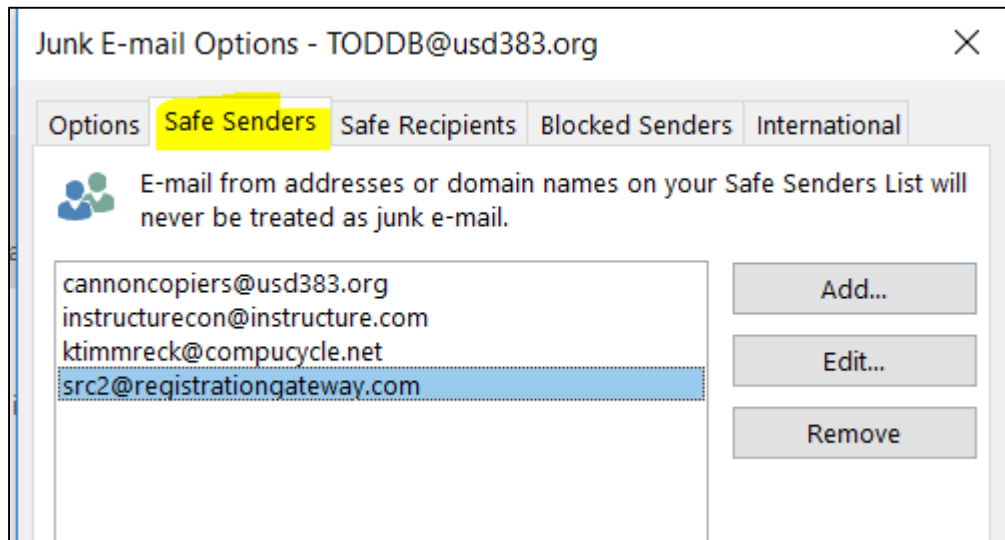 Junk E-mail Options - TODDB@usd383.org
Options Safe Senders Safe Recipients Blocked Senders International
E-mail from addresses or domain names on your Safe Senders List will
never be treated as junk e-mail.
cannoncopiers@usd383.org
instructurecon@instructure.com
ktimmreck@compucycle.net
src2@registrationgateway.com
Add...
Edit...
Remove